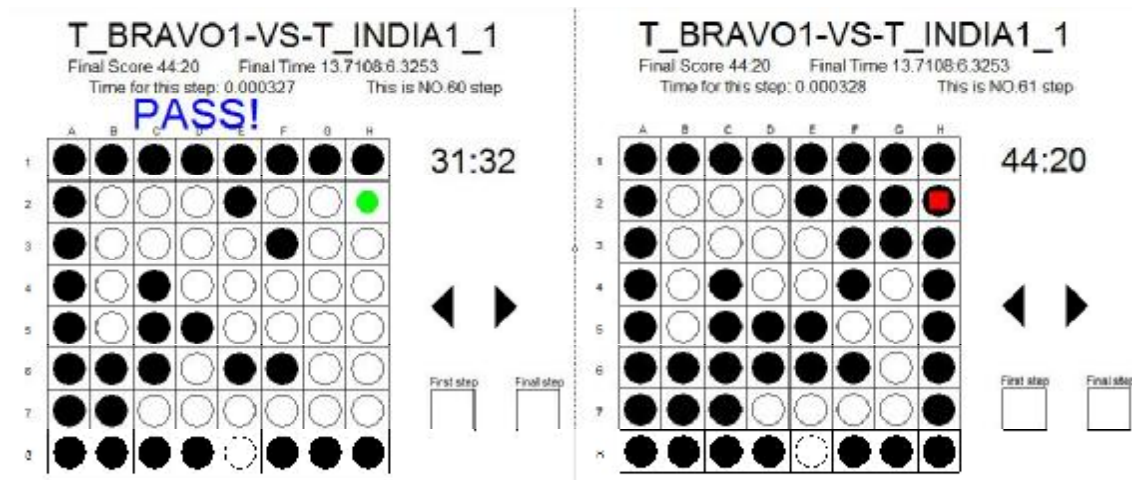 T_BRAVO1-VS-T_INDIA1_1
Final Score 44:20 Final Time 13.7108:6.3253
Time for this step: 0.000327 This is NO.60 step
PASS!
A B C D E F G H
31:32
1
2
3
4
5
6
7
8
First step Final step
T_BRAVO1-VS-T_INDIA1_1
Final Score 44:20 Final Time 13.7108:6.3253
Time for this step: 0.000328 This is NO.61 step
A B C D E F G H
44:20
1
2
3
4
5
6
7
First step Final step